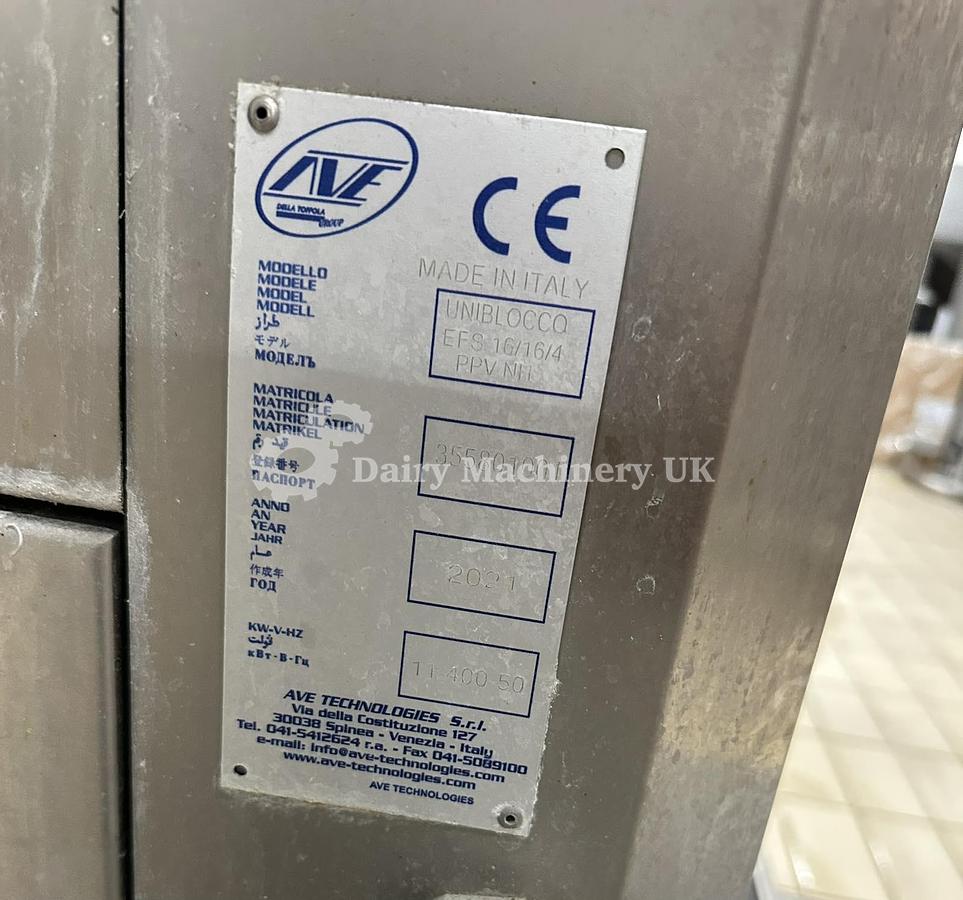 AVE
DELLA TOFFOLA
GROUP
CE
MADE IN ITALY
MODELLO
MODELE
MODEL
MODELL
طراز
モデル
МОДЕЛЪ
UNIBLOCCO
EFS 16/16/4
PPV NH
MATRICOLA
MATRICULE
MATRICULATION
MATRIKEL
登録番号
ПАСПОРТ
Dairy Machinery UK
ANNO
AN
YEAR
JAHR
عام
作成年
ГОД
2021
KW-V-HZ
кВт-В-Гц
11-400-50
AVE TECHNOLOGIES S.r.l.
Via della Costituzione 127
30038 Spinea - Venezia - Italy
Tel. 041-5412624 r.a. - Fax 041-5089100
e-mail: info@ave-technologies.com
www.ave-technologies.com
AVE TECHNOLOGIES